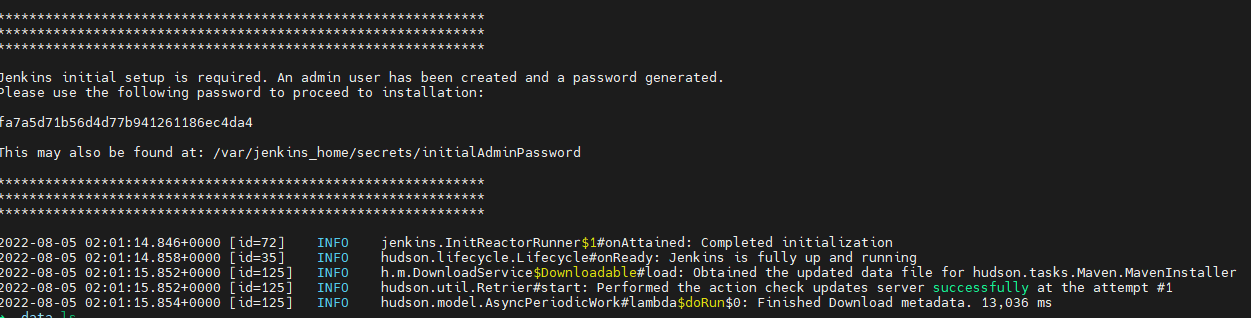 *************************************************************
*************************************************************
*************************************************************
Jenkins initial setup is required. An admin user has been created and a password generated.
Please use the following password to proceed to installation:
fa7a5d71b56d4d77b941261186ec4da4
This may also be found at: /var/jenkins_home/secrets/initialAdminPassword
*************************************************************
*************************************************************
*************************************************************
2022-08-05 02:01:14.846+0000 [id=72] INFO jenkins.InitReactorRunner$1#onAttained: Completed initialization
2022-08-05 02:01:14.858+0000 [id=35] INFO hudson.lifecycle.Lifecycle#onReady: Jenkins is fully up and running
2022-08-05 02:01:15.852+0000 [id=125] INFO h.m.DownloadService$Downloadable#load: Obtained the updated data file for hudson.tasks.Maven.MavenInstaller
2022-08-05 02:01:15.852+0000 [id=125] INFO hudson.util.Retrier#start: Performed the action check updates server successfully at the attempt #1
2022-08-05 02:01:15.854+0000 [id=125] INFO hudson.model.AsyncPeriodicWork#lambda$doRun$0: Finished Download metadata. 13,036 ms
data ls